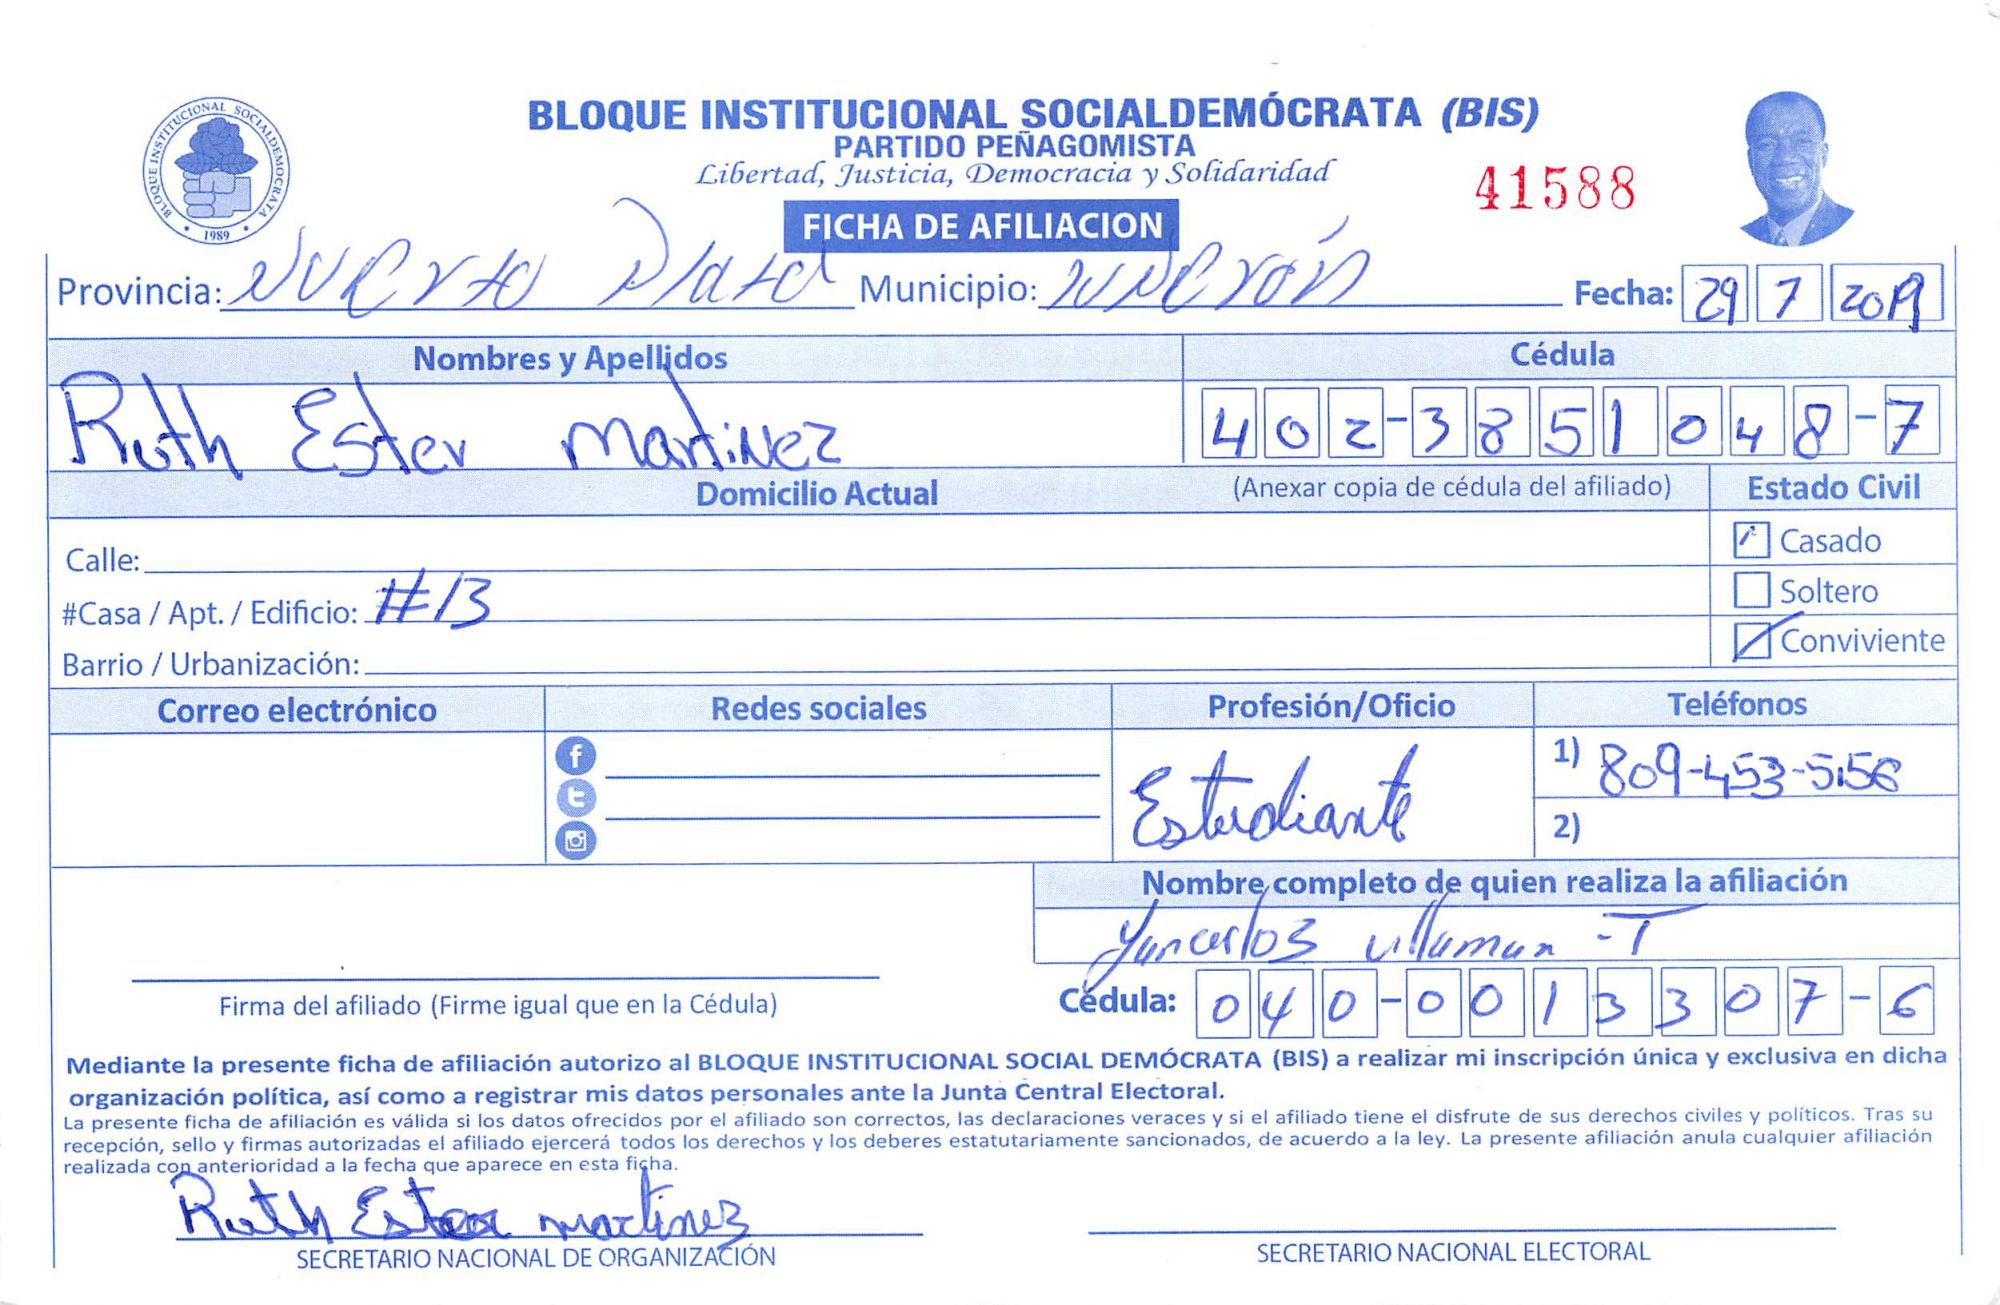 BLOQUE INSTITUCIONAL SOCIALDEMÓCRATA (BIS)
PARTIDO PEÑAGOMISTA
Libertad, Justicia, Democracia y Solidaridad
41588
BLOQUE INSTITUCIONAL SOCIALDEMOCRATA
1989
FICHA DE AFILIACION
Provincia: Puerto Plata Municipio: Fecha: 29 7 2019
Nombres y Apellidos Cédula
Ruth Ester Martinez 402-3851048-7
Domicilio Actual (Anexar copia de cédula del afiliado) Estado Civil
Calle: Casado
#Casa / Apt. / Edificio: #13 Soltero
Barrio / Urbanización: Conviviente
Correo electrónico Redes sociales Profesión/Oficio Teléfonos
Estudiante
1) 809-453-5156
2)
Nombre completo de quien realiza la afiliación
Yuncarlos Villaman -T
Firma del afiliado (Firme igual que en la Cédula) Cédula: 040-0013307-6
Mediante la presente ficha de afiliación autorizo al BLOQUE INSTITUCIONAL SOCIAL DEMÓCRATA (BIS) a realizar mi inscripción única y exclusiva en dicha
organización política, así como a registrar mis datos personales ante la Junta Central Electoral.
La presente ficha de afiliación es válida si los datos ofrecidos por el afiliado son correctos, las declaraciones veraces y si el afiliado tiene el disfrute de sus derechos civiles y políticos. Tras su
recepción, sello y firmas autorizadas el afiliado ejercerá todos los derechos y los deberes estatutariamente sancionados, de acuerdo a la ley. La presente afiliación anula cualquier afiliación
realizada con anterioridad a la fecha que aparece en esta ficha.
Ruth Ester martinez
SECRETARIO NACIONAL DE ORGANIZACIÓN SECRETARIO NACIONAL ELECTORAL